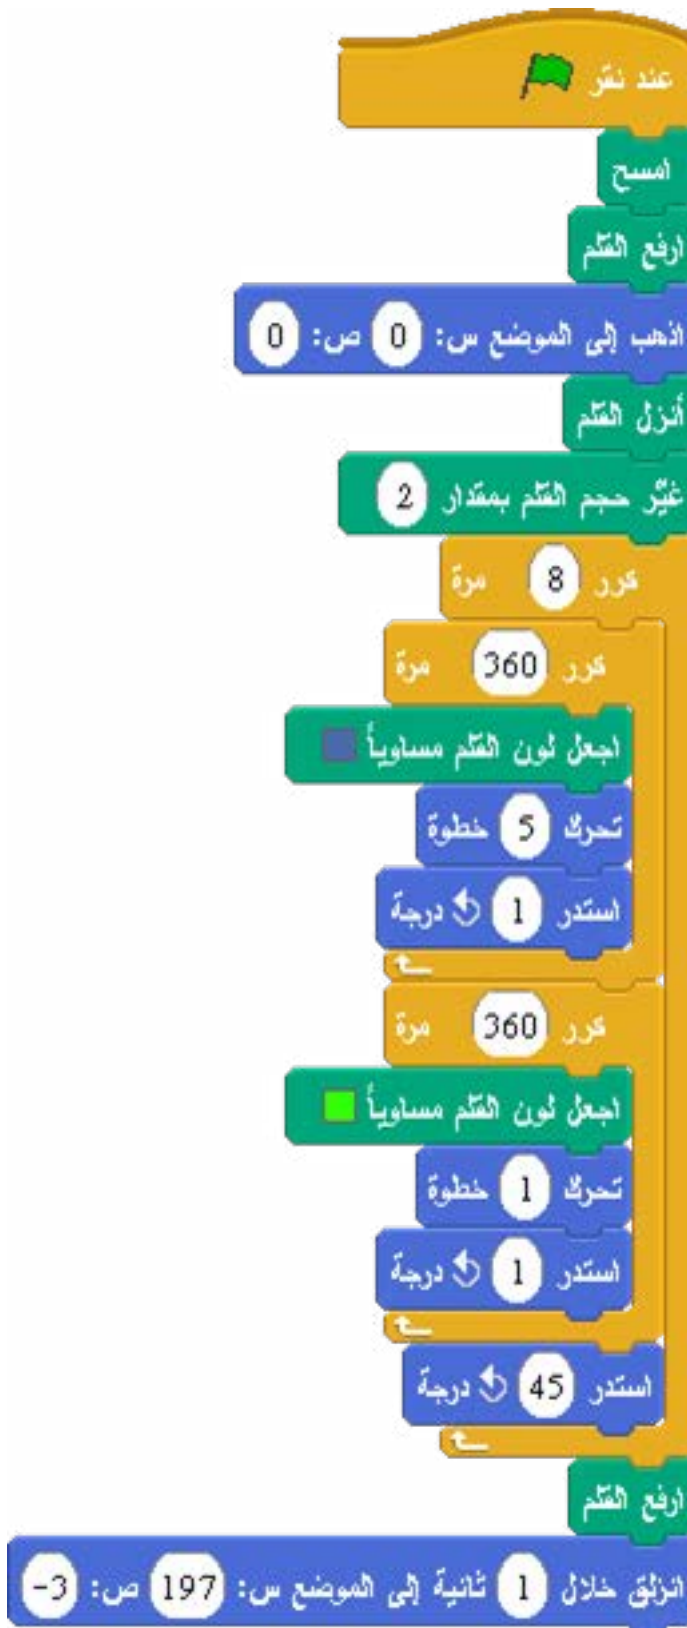 عند نقر
امسح
ارفع القلم
اذهب إلى الموضع س: 0 ص: 0
أنزل القلم
غيّر حجم القلم بمقدار 2
كرر 8 مرة
كرر 360 مرة
اجعل لون القلم مساوياً
تحرك 5 خطوة
استدر 1 درجة
كرر 360 مرة
اجعل لون القلم مساوياً
تحرك 1 خطوة
استدر 1 درجة
استدر 45 درجة
ارفع القلم
انزلق خلال 1 ثانية إلى الموضع س: 197 ص: -3